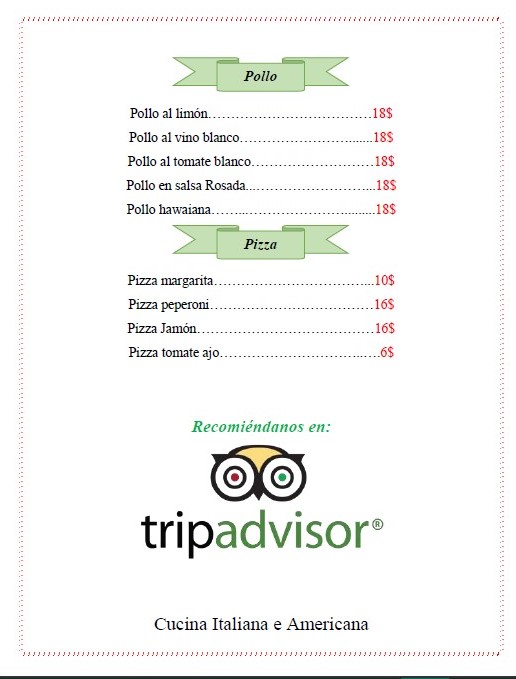 Pollo
Pollo al limón……………………………….18$
Pollo al vino blanco…………………….......18$
Pollo al tomate blanco……………………….18$
Pollo en salsa Rosada...……………………...18$
Pollo hawaiana……...…………………..........18$
Pizza
Pizza margarita……………………………...10$
Pizza peperoni……………………………….16$
Pizza Jamón………………………………….16$
Pizza tomate ajo…………………………..….6$
Recomiéndanos en:
tripadvisor®
Cucina Italiana e Americana